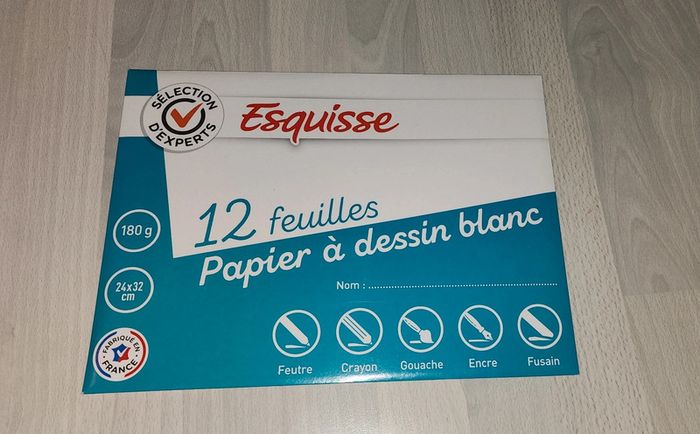 SÉLECTION
D'EXPERTS
Esquisse
12 feuilles
Papier à dessin blanc
180 g
24x32
cm
Nom : ................................................
FABRIQUÉ EN
FRANCE
Feutre
Crayon
Gouache
Encre
Fusain